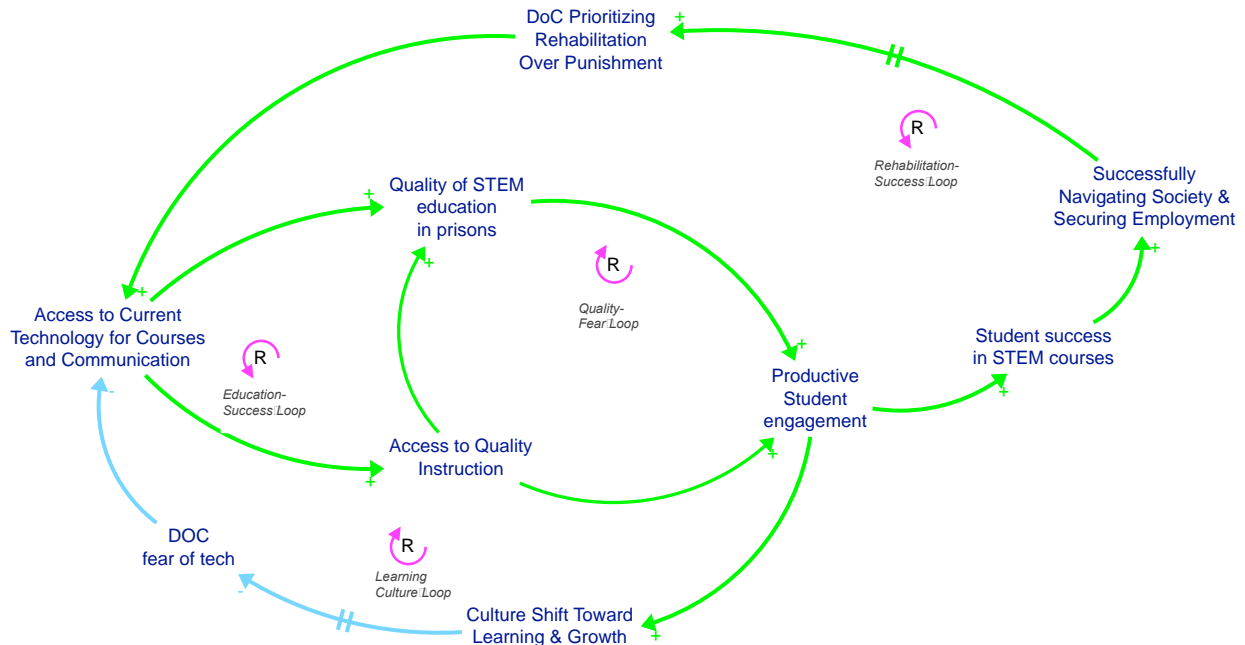 DoC Prioritizing
Rehabilitation
Over Punishment
+
R
Rehabilitation-
Success Loop
Successfully
Navigating Society &
Securing Employment
+
Quality of STEM
education
in prisons
+
+
R
Quality-
Fear Loop
+
Access to Current
Technology for Courses
and Communication
-
R
Education-
Success Loop
Student success
in STEM courses
+
+
Productive
Student
engagement
Access to Quality
Instruction
+
+
DOC
fear of tech
-
R
Learning
Culture Loop
Culture Shift Toward
Learning & Growth
+